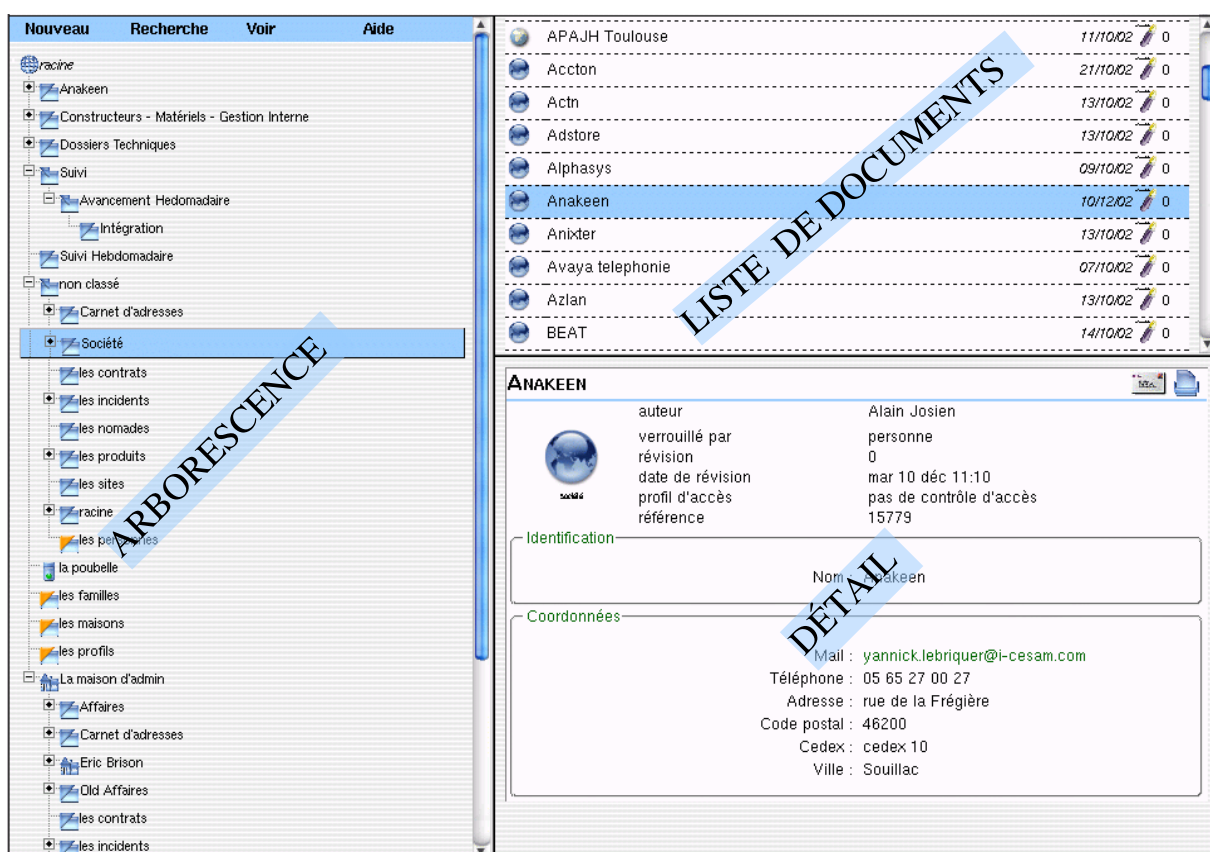 Nouveau Recherche Voir Aide
racine
Anakeen
Constructeurs - Matériels - Gestion Interne
Dossiers Techniques
Suivi
Avancement Hedomadaire
Intégration
Suivi Hebdomadaire
non classé
Carnet d'adresses
Société
les contrats
les incidents
les nomades
les produits
les sites
racine
les personnes
la poubelle
les familles
les maisons
les profils
La maison d'admin
Affaires
Carnet d'adresses
Eric Brison
Old Affaires
les contrats
les incidents
ARBORESCENCE
APAJH Toulouse 11/10/02 0
Accton 21/10/02 0
Actn 13/10/02 0
Adstore 13/10/02 0
Alphasys 09/10/02 0
Anakeen 10/12/02 0
Anixter 13/10/02 0
Avaya telephonie 07/10/02 0
Azlan 13/10/02 0
BEAT 14/10/02 0
LISTE DE DOCUMENTS
ANAKEEN
auteur Alain Josien
verrouillé par personne
révision 0
date de révision mar 10 déc 11:10
profil d'accès pas de contrôle d'accès
référence 15779
société
Identification
Nom : Anakeen
Coordonnées
Mail : yannick.lebriquer@i-cesam.com
Téléphone : 05 65 27 00 27
Adresse : rue de la Frégière
Code postal : 46200
Cedex : cedex 10
Ville : Souillac
DÉTAIL